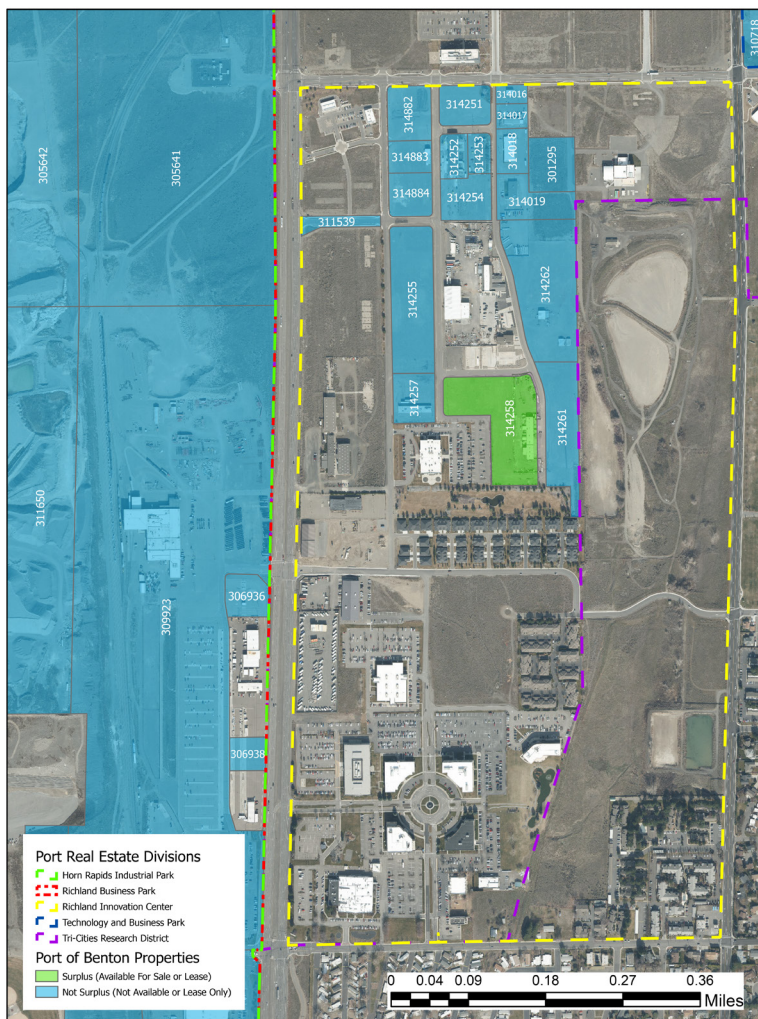 310718
314882
314251
314016
314017
305642
305641
314883
314252
314253
314018
301295
314884
314254
314019
311539
314255
314262
314257
314258
314261
311650
309923
306936
306938
Port Real Estate Divisions
Horn Rapids Industrial Park
Richland Business Park
Richland Innovation Center
Technology and Business Park
Tri-Cities Research District
Port of Benton Properties
Surplus (Available For Sale or Lease)
Not Surplus (Not Available or Lease Only)
0 0.04 0.09 0.18 0.27 0.36
Miles